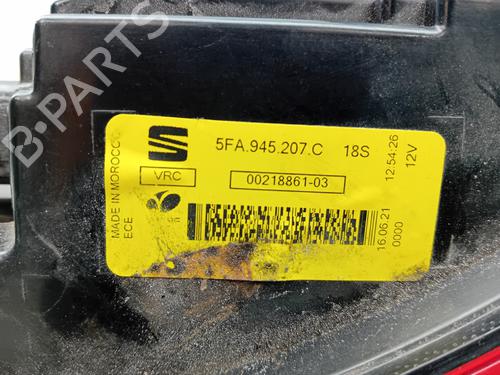 B-PARTS
5FA.945.207.C 18S
VRC
00218861-03
MADE IN MOROCCO
ECE
12:54:26
12V
16.06.21
0000